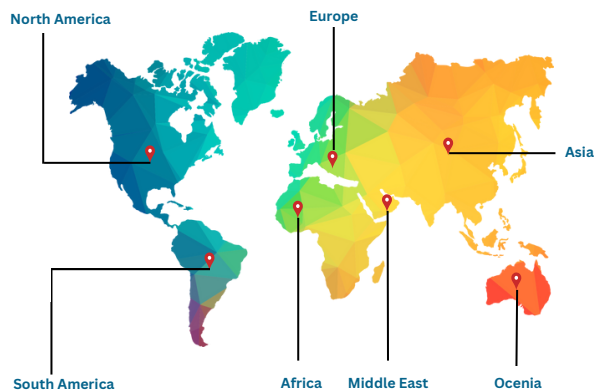 North America
Europe
Asia
South America
Africa
Middle East
Ocenia